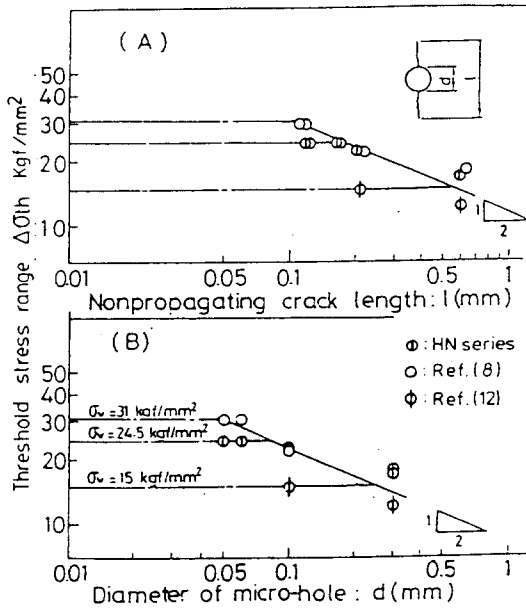 (A)
d
l
Threshold stress range Δσth Kgf/mm²
50
40
30
20
10
0.01
0.05
0.1
0.5
1
1
2
Nonpropagating crack length: l(mm)
(B)
: HN series
: Ref.(8)
: Ref.(12)
50
40
30
20
10
σw = 31 kgf/mm²
σw = 24.5 kgf/mm²
σw = 15 kgf/mm²
1
2
0.01
0.05
0.1
0.5
1
Diameter of micro-hole : d(mm)